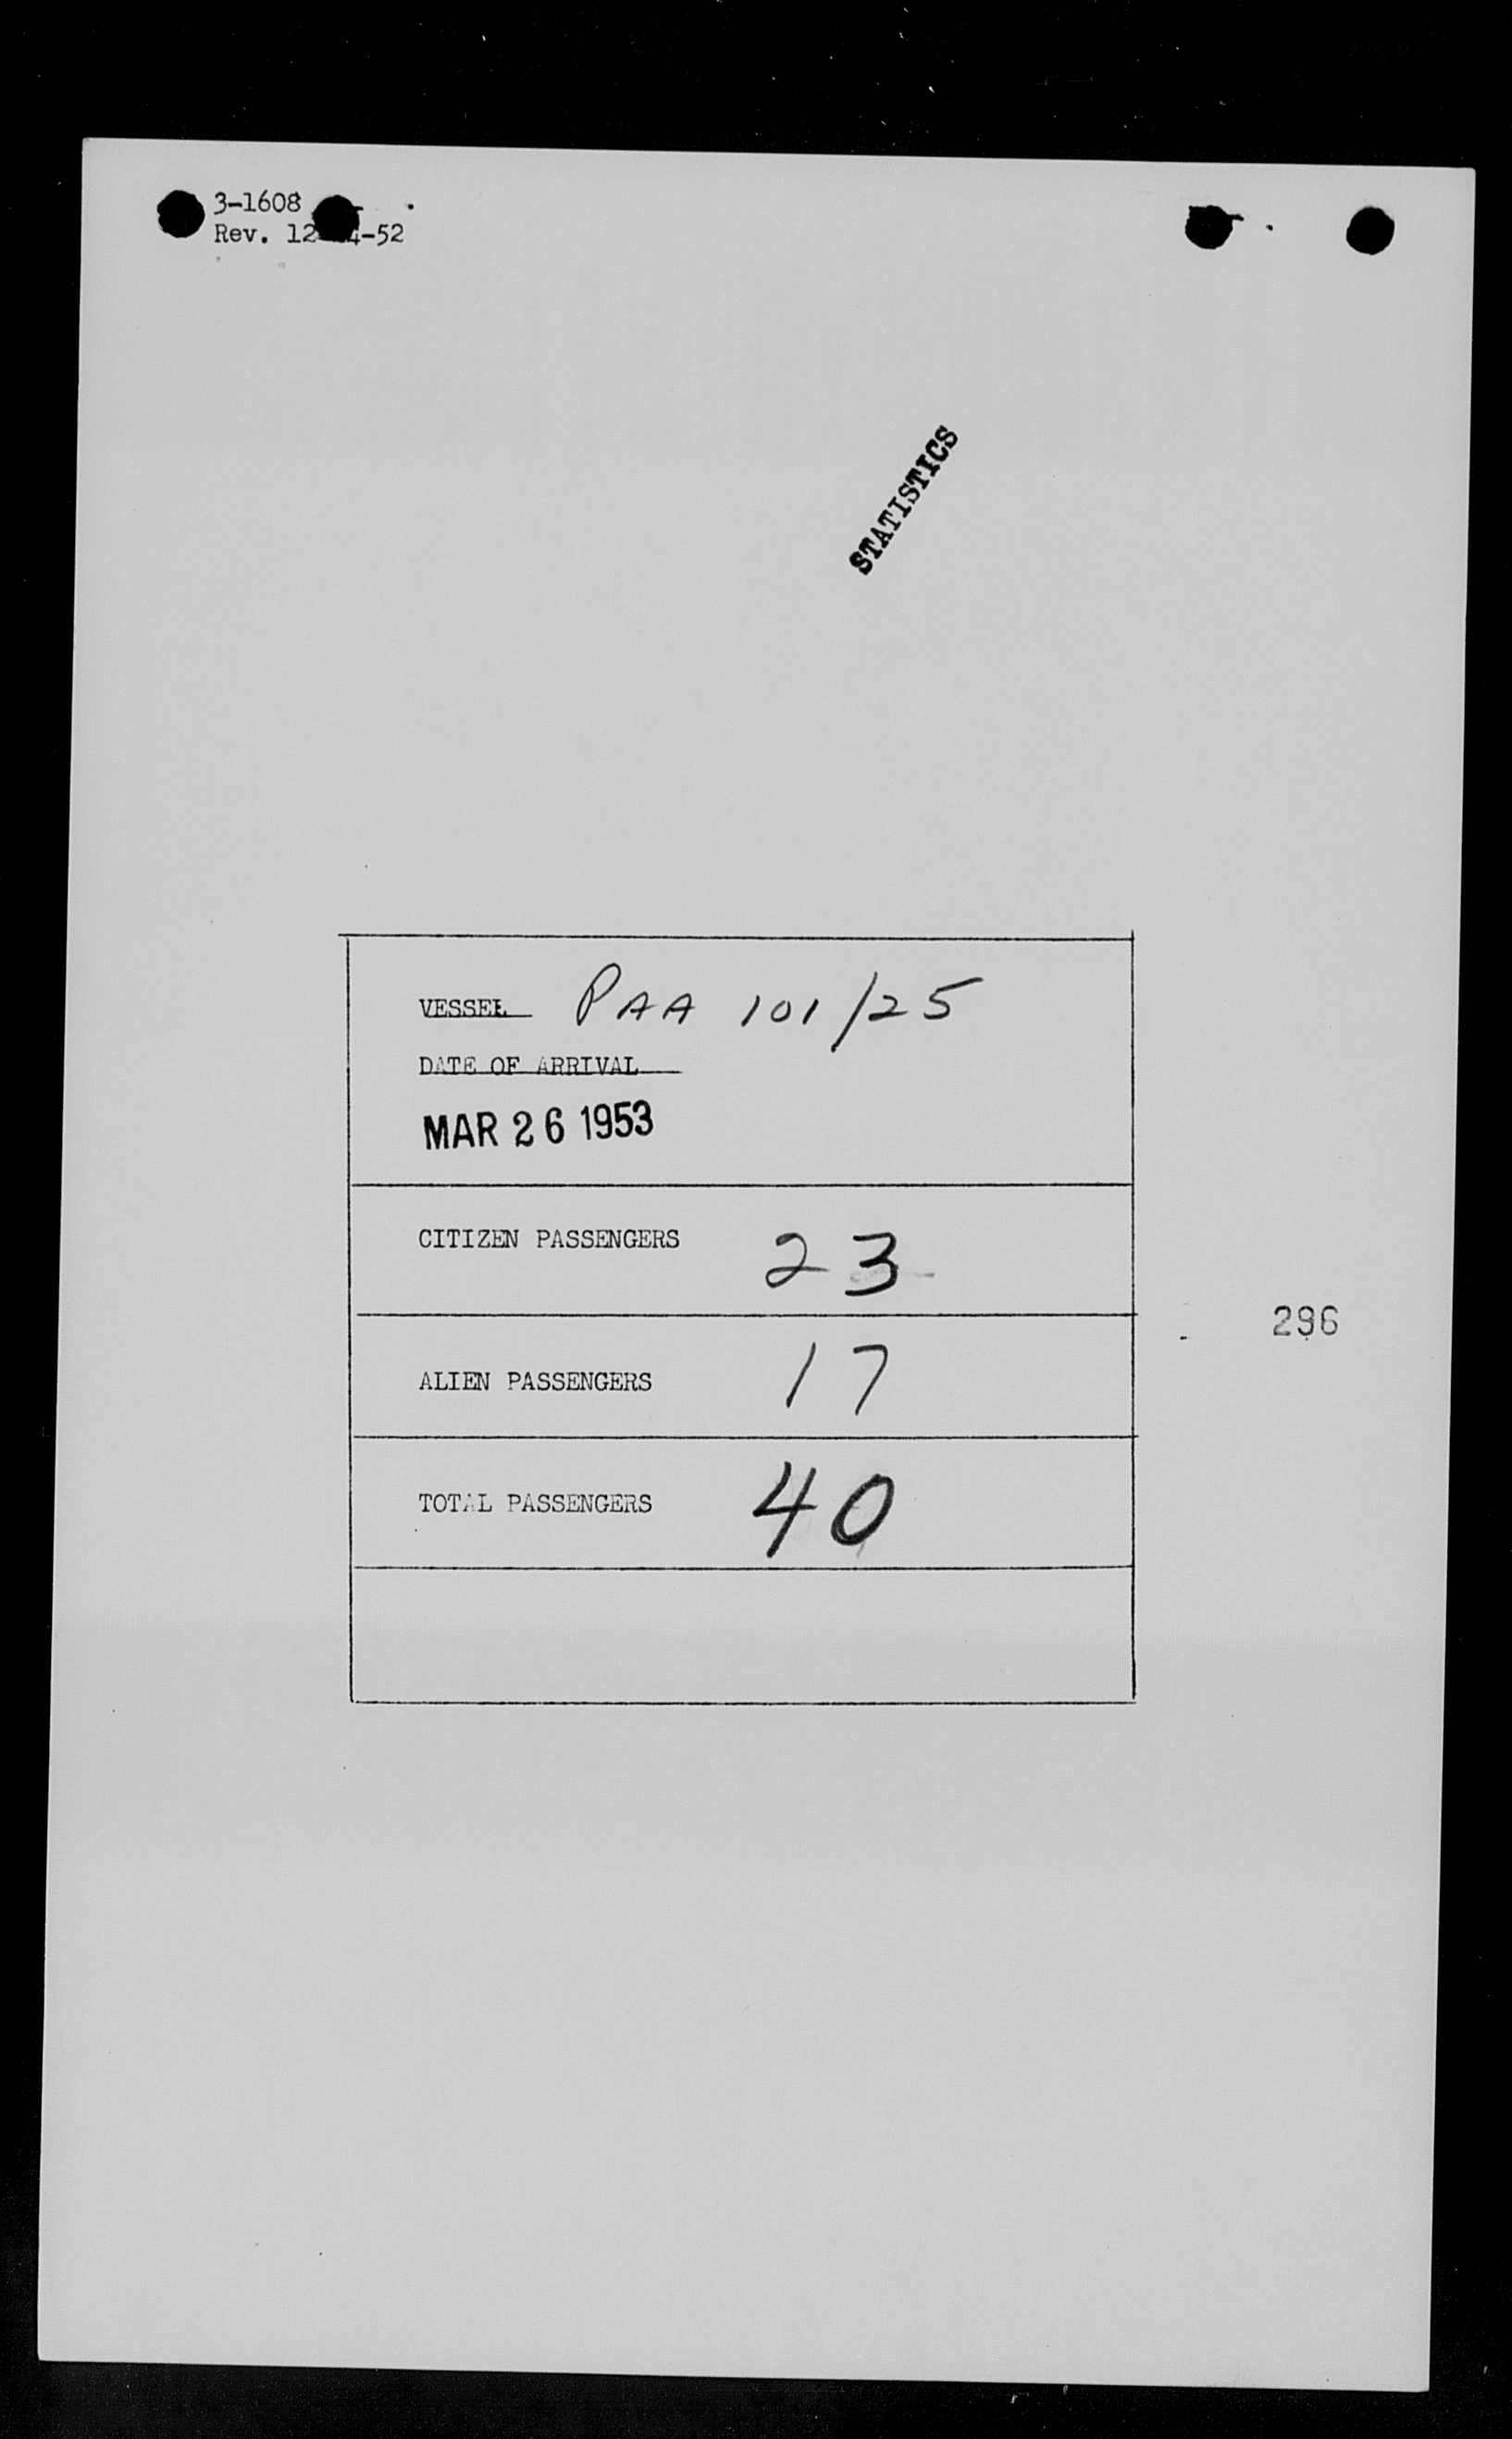 3-1608
Rev. 12 4-52
STATISTICS
VESSEL PAA 101/25
DATE OF ARRIVAL
MAR 26 1953
CITIZEN PASSENGERS 23
296
ALIEN PASSENGERS 17
TOTAL PASSENGERS 40